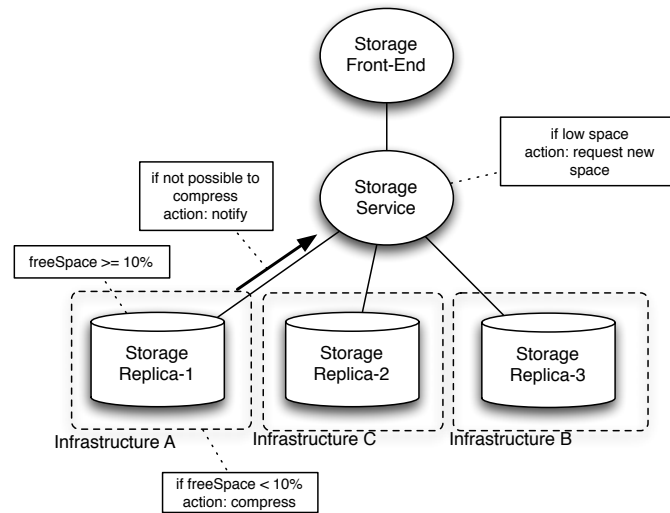 Storage
Front-End
if low space
action: request new
space
if not possible to
compress
action: notify
Storage
Service
freeSpace >= 10%
Storage
Replica-1
Storage
Replica-2
Storage
Replica-3
Infrastructure A
Infrastructure C
Infrastructure B
if freeSpace < 10%
action: compress